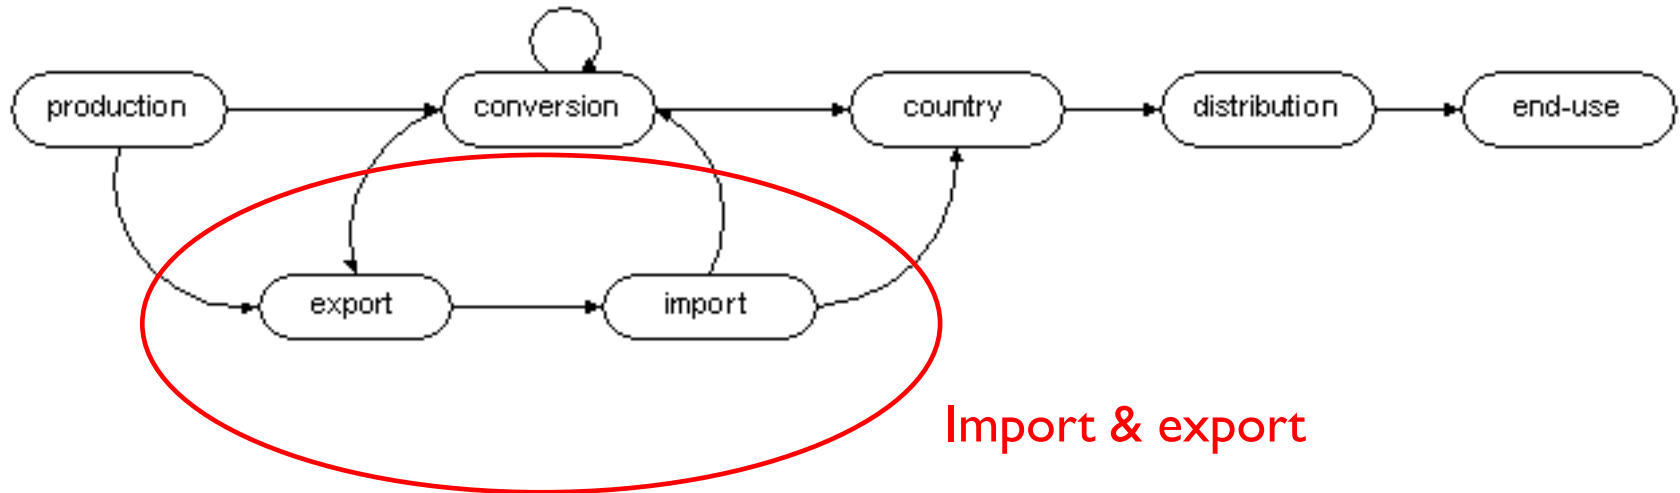 production
conversion
country
distribution
end-use
export
import
Import & export